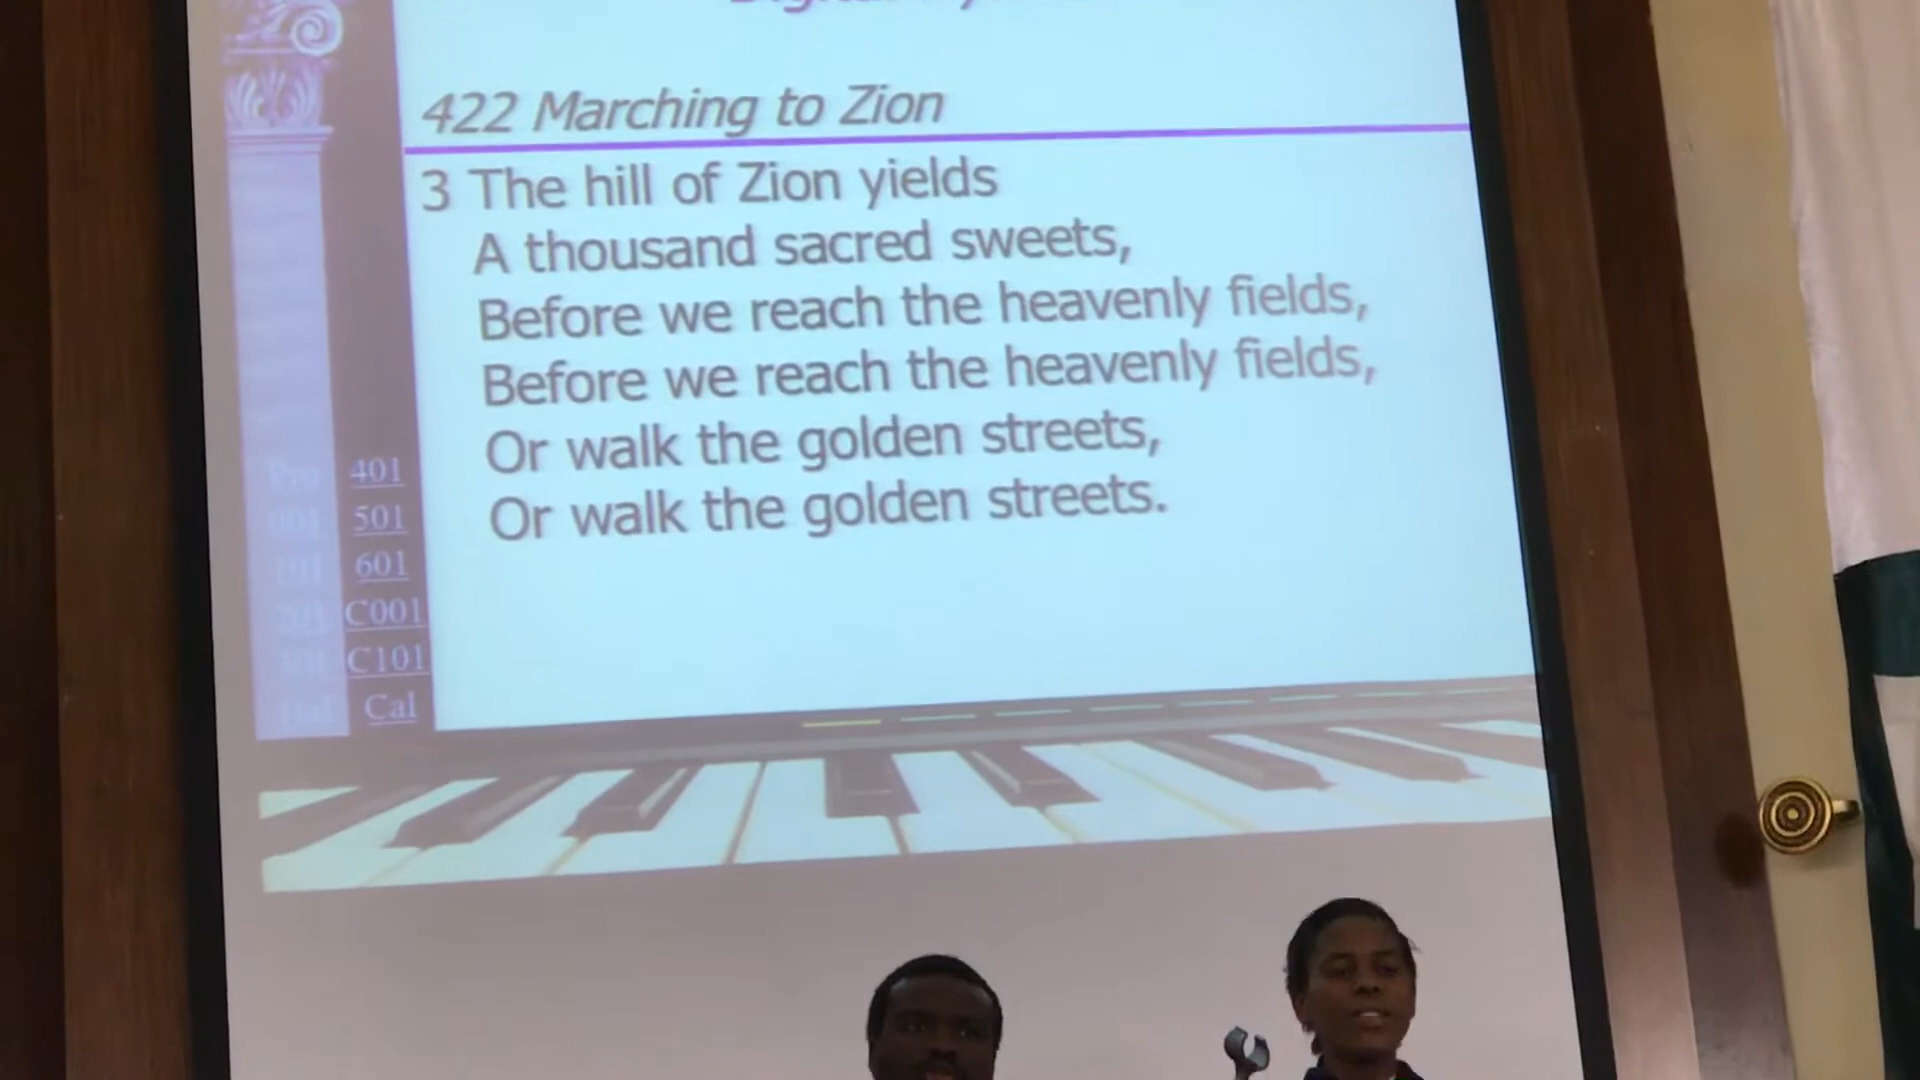 422 Marching to Zion
3 The hill of Zion yields
A thousand sacred sweets,
Before we reach the heavenly fields,
Before we reach the heavenly fields,
Or walk the golden streets,
Or walk the golden streets.
401
501
601
C001
C101
Cal